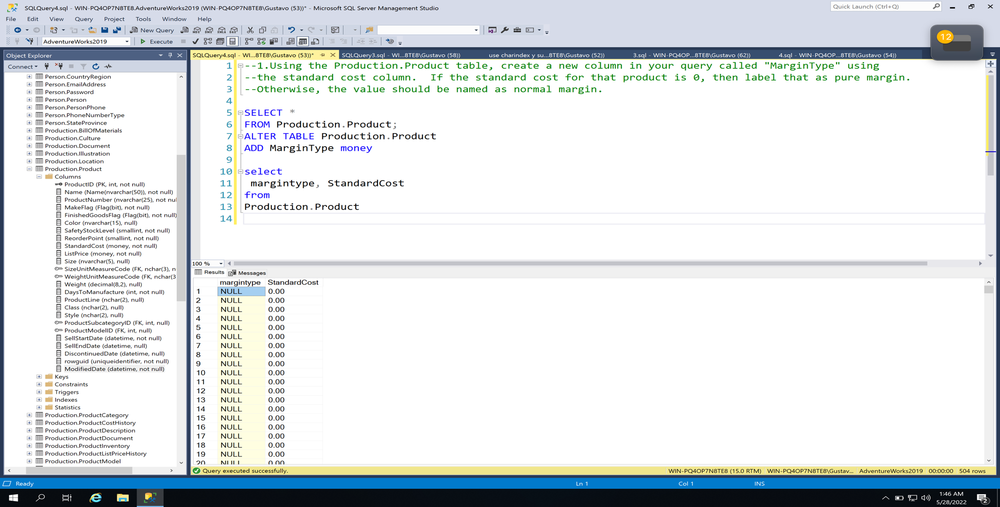 SQLQuery4.sql - WIN-PQ4OP7N8TE8.AdventureWorks2019 (WIN-PQ4OP7N8TE8\Gustavo (53))* - Microsoft SQL Server Management Studio
Quick Launch (Ctrl+Q)
File Edit View Query Project Tools Window Help
New Query MDX DMX XMLA DAX
12
AdventureWorks2019 Execute
Object Explorer
SQLQuery4.sql - WI...8TE8\Gustavo (53))* SQLQuery3.sql - WI...8TE8\Gustavo (58)) use charindex y su...8TE8\Gustavo (52)) 3.sql - WIN-PQ4OP...8TE8\Gustavo (62)) 4.sql - WIN-PQ4OP...8TE8\Gustavo (54))
Connect
Person.CountryRegion
Person.EmailAddress
Person.Password
Person.Person
Person.PersonPhone
Person.PhoneNumberType
Person.StateProvince
Production.BillOfMaterials
Production.Culture
Production.Document
Production.Illustration
Production.Location
Production.Product
Columns
ProductID (PK, int, not null)
Name (Name(nvarchar(50)), not null)
ProductNumber (nvarchar(25), not nul
MakeFlag (Flag(bit), not null)
FinishedGoodsFlag (Flag(bit), not null)
Color (nvarchar(15), null)
SafetyStockLevel (smallint, not null)
ReorderPoint (smallint, not null)
StandardCost (money, not null)
ListPrice (money, not null)
Size (nvarchar(5), null)
SizeUnitMeasureCode (FK, nchar(3), n
WeightUnitMeasureCode (FK, nchar(3
Weight (decimal(8,2), null)
DaysToManufacture (int, not null)
ProductLine (nchar(2), null)
Class (nchar(2), null)
Style (nchar(2), null)
ProductSubcategoryID (FK, int, null)
ProductModelID (FK, int, null)
SellStartDate (datetime, not null)
SellEndDate (datetime, null)
DiscontinuedDate (datetime, null)
rowguid (uniqueidentifier, not null)
ModifiedDate (datetime, not null)
Keys
Constraints
Triggers
Indexes
Statistics
Production.ProductCategory
Production.ProductCostHistory
Production.ProductDescription
Production.ProductDocument
Production.ProductInventory
Production.ProductListPriceHistory
Production.ProductModel
1 --1.Using the Production.Product table, create a new column in your query called "MarginType" using
2 --the standard cost column.  If the standard cost for that product is 0, then label that as pure margin.
3 --Otherwise, the value should be named as normal margin.
4
5 SELECT *
6 FROM Production.Product;
7 ALTER TABLE Production.Product
8 ADD MarginType money
9
10 select
11 margintype, StandardCost
12 from
13 Production.Product
14
100 %
Results Messages
margintype StandardCost
1 NULL 0.00
2 NULL 0.00
3 NULL 0.00
4 NULL 0.00
5 NULL 0.00
6 NULL 0.00
7 NULL 0.00
8 NULL 0.00
9 NULL 0.00
10 NULL 0.00
11 NULL 0.00
12 NULL 0.00
13 NULL 0.00
14 NULL 0.00
15 NULL 0.00
16 NULL 0.00
17 NULL 0.00
18 NULL 0.00
19 NULL 0.00
20 NULL 0.00
Query executed successfully. WIN-PQ4OP7N8TE8 (15.0 RTM) WIN-PQ4OP7N8TE8\Gustav... AdventureWorks2019 00:00:00 504 rows
Ready Ln 1 Col 1 INS
1:46 AM
5/28/2022
2